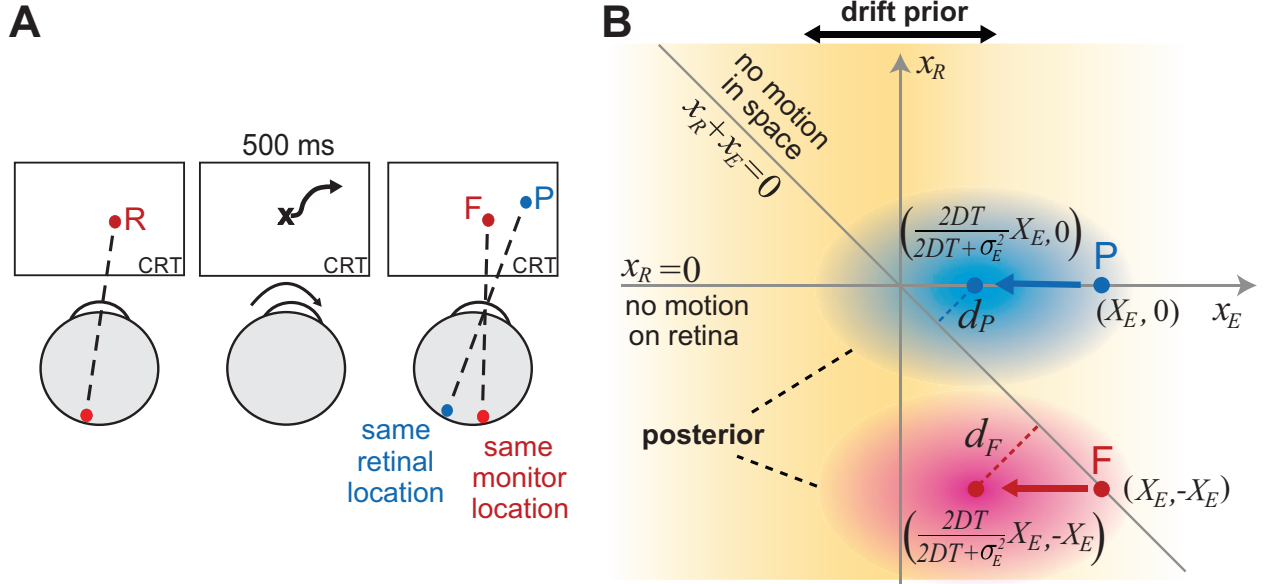 A
500 ms
R
CRT
x
CRT
F
P
CRT
same
retinal
location
same
monitor
location
B
drift prior
x_R
no motion
in space
x_R+x_E=0
(2DT/(2DT+σ_E^2) X_E, 0)
P
x_R=0
no motion
on retina
d_P
(X_E, 0)
x_E
posterior
d_F
F
(X_E,-X_E)
(2DT/(2DT+σ_E^2) X_E,-X_E)